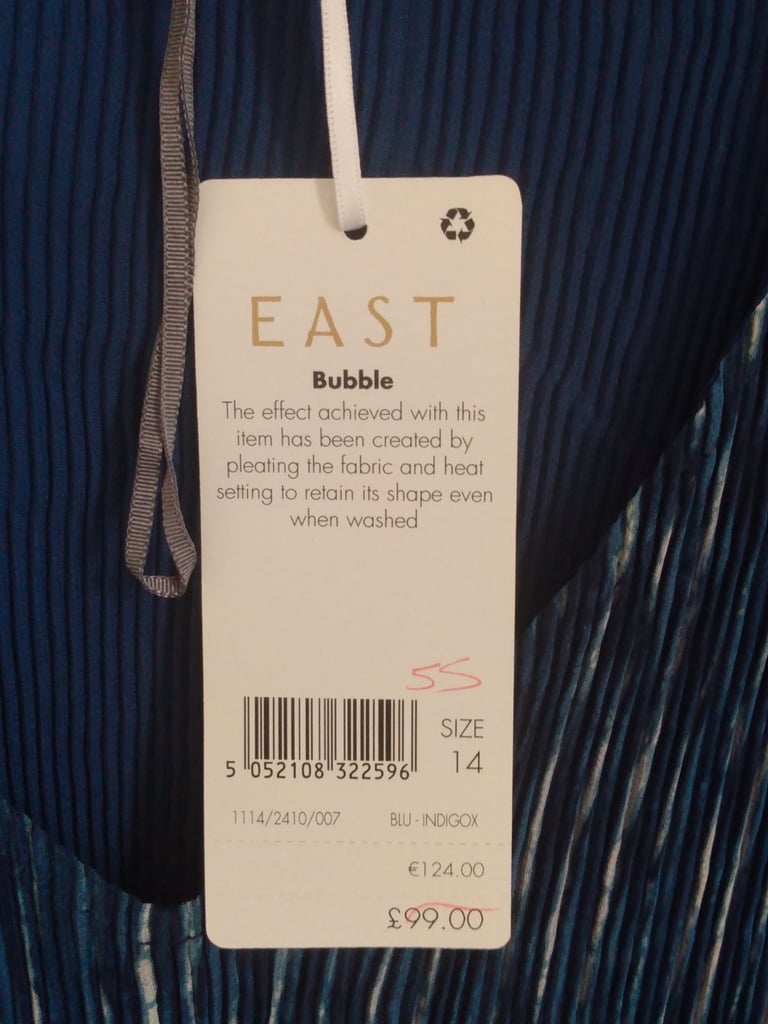 EAST
Bubble
The effect achieved with this
item has been created by
pleating the fabric and heat
setting to retain its shape even
when washed
55
SIZE
14
5 052108 322596
1114/2410/007 BLU - INDIGOX
€124.00
£99.00